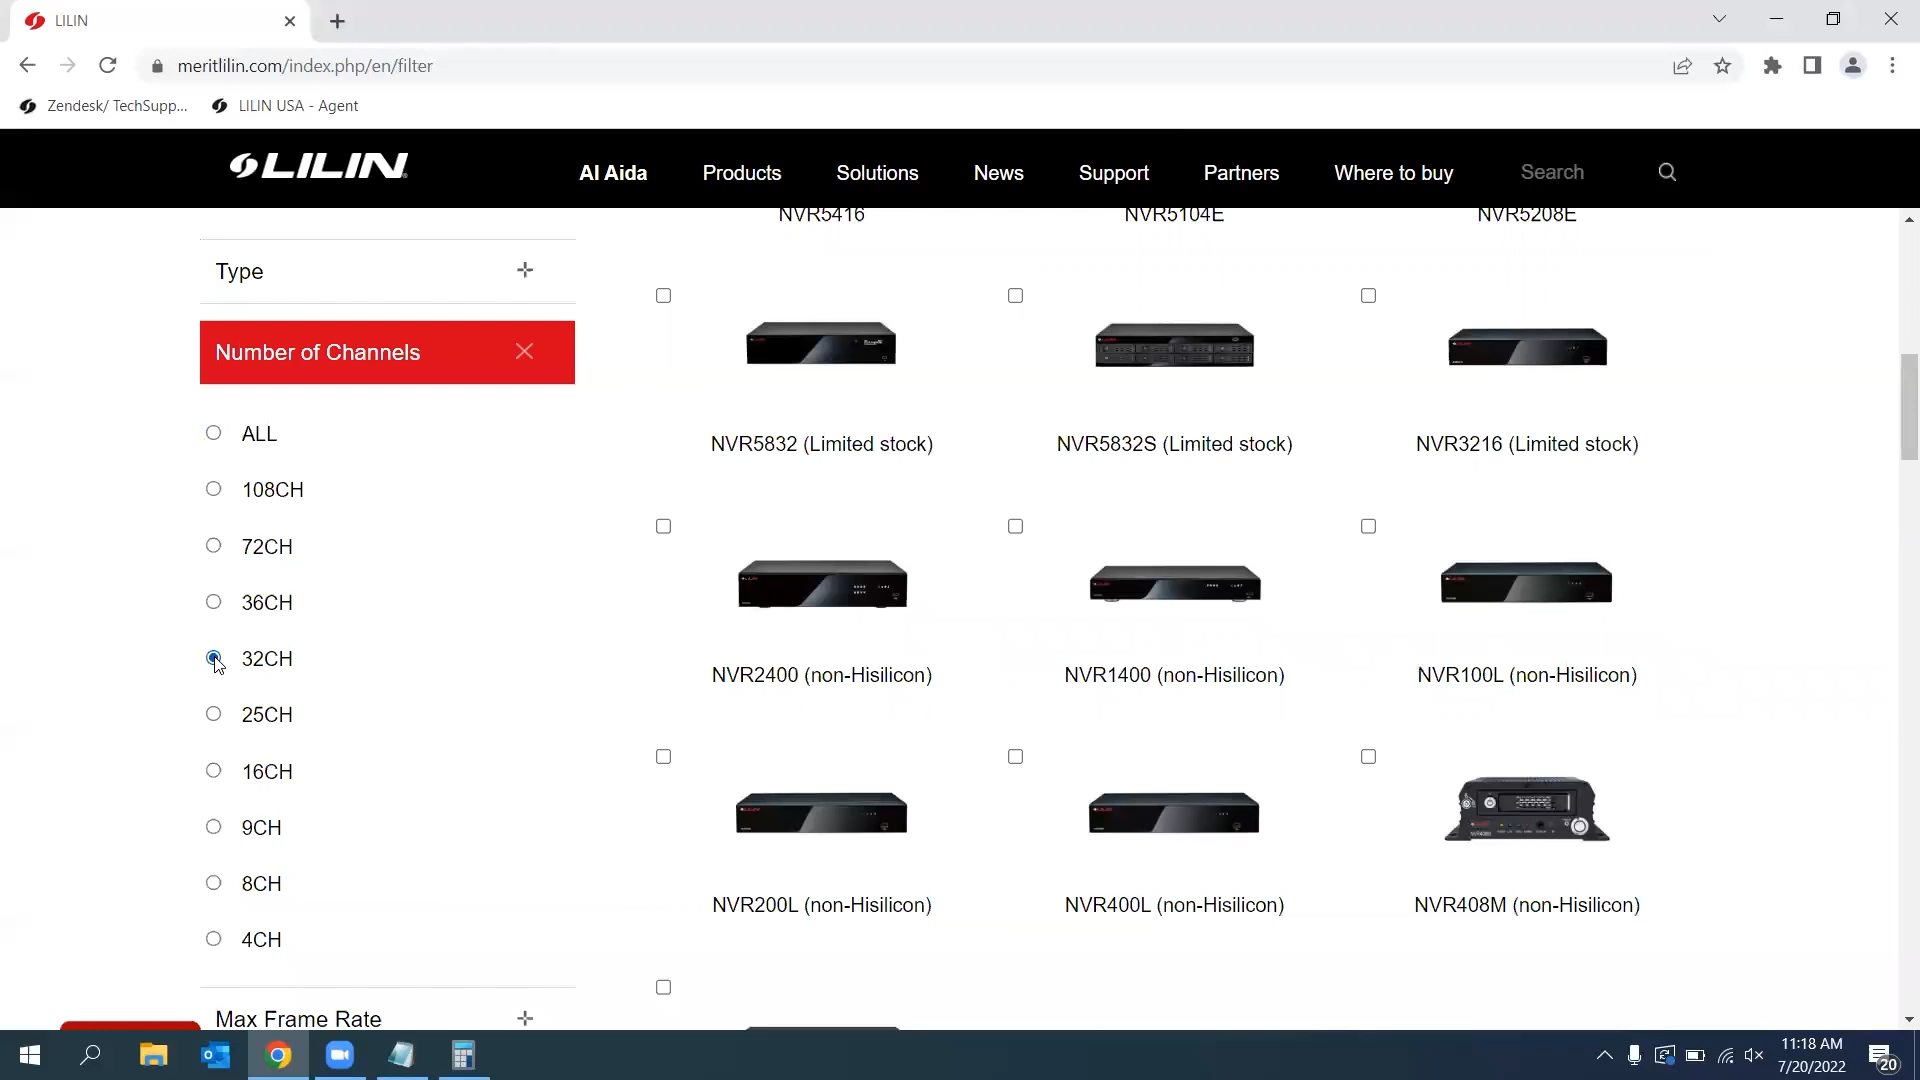 LILIN
meritlilin.com/index.php/en/filter
Zendesk/ TechSupp...
LILIN USA - Agent
LILIN
AI Aida
Products
Solutions
News
Support
Partners
Where to buy
Search
NVR5416
NVR5104E
NVR5208E
Type
Number of Channels
ALL
108CH
72CH
36CH
32CH
25CH
16CH
9CH
8CH
4CH
Max Frame Rate
NVR5832 (Limited stock)
NVR5832S (Limited stock)
NVR3216 (Limited stock)
NVR2400 (non-Hisilicon)
NVR1400 (non-Hisilicon)
NVR100L (non-Hisilicon)
NVR200L (non-Hisilicon)
NVR400L (non-Hisilicon)
NVR408M (non-Hisilicon)
11:18 AM
7/20/2022
20